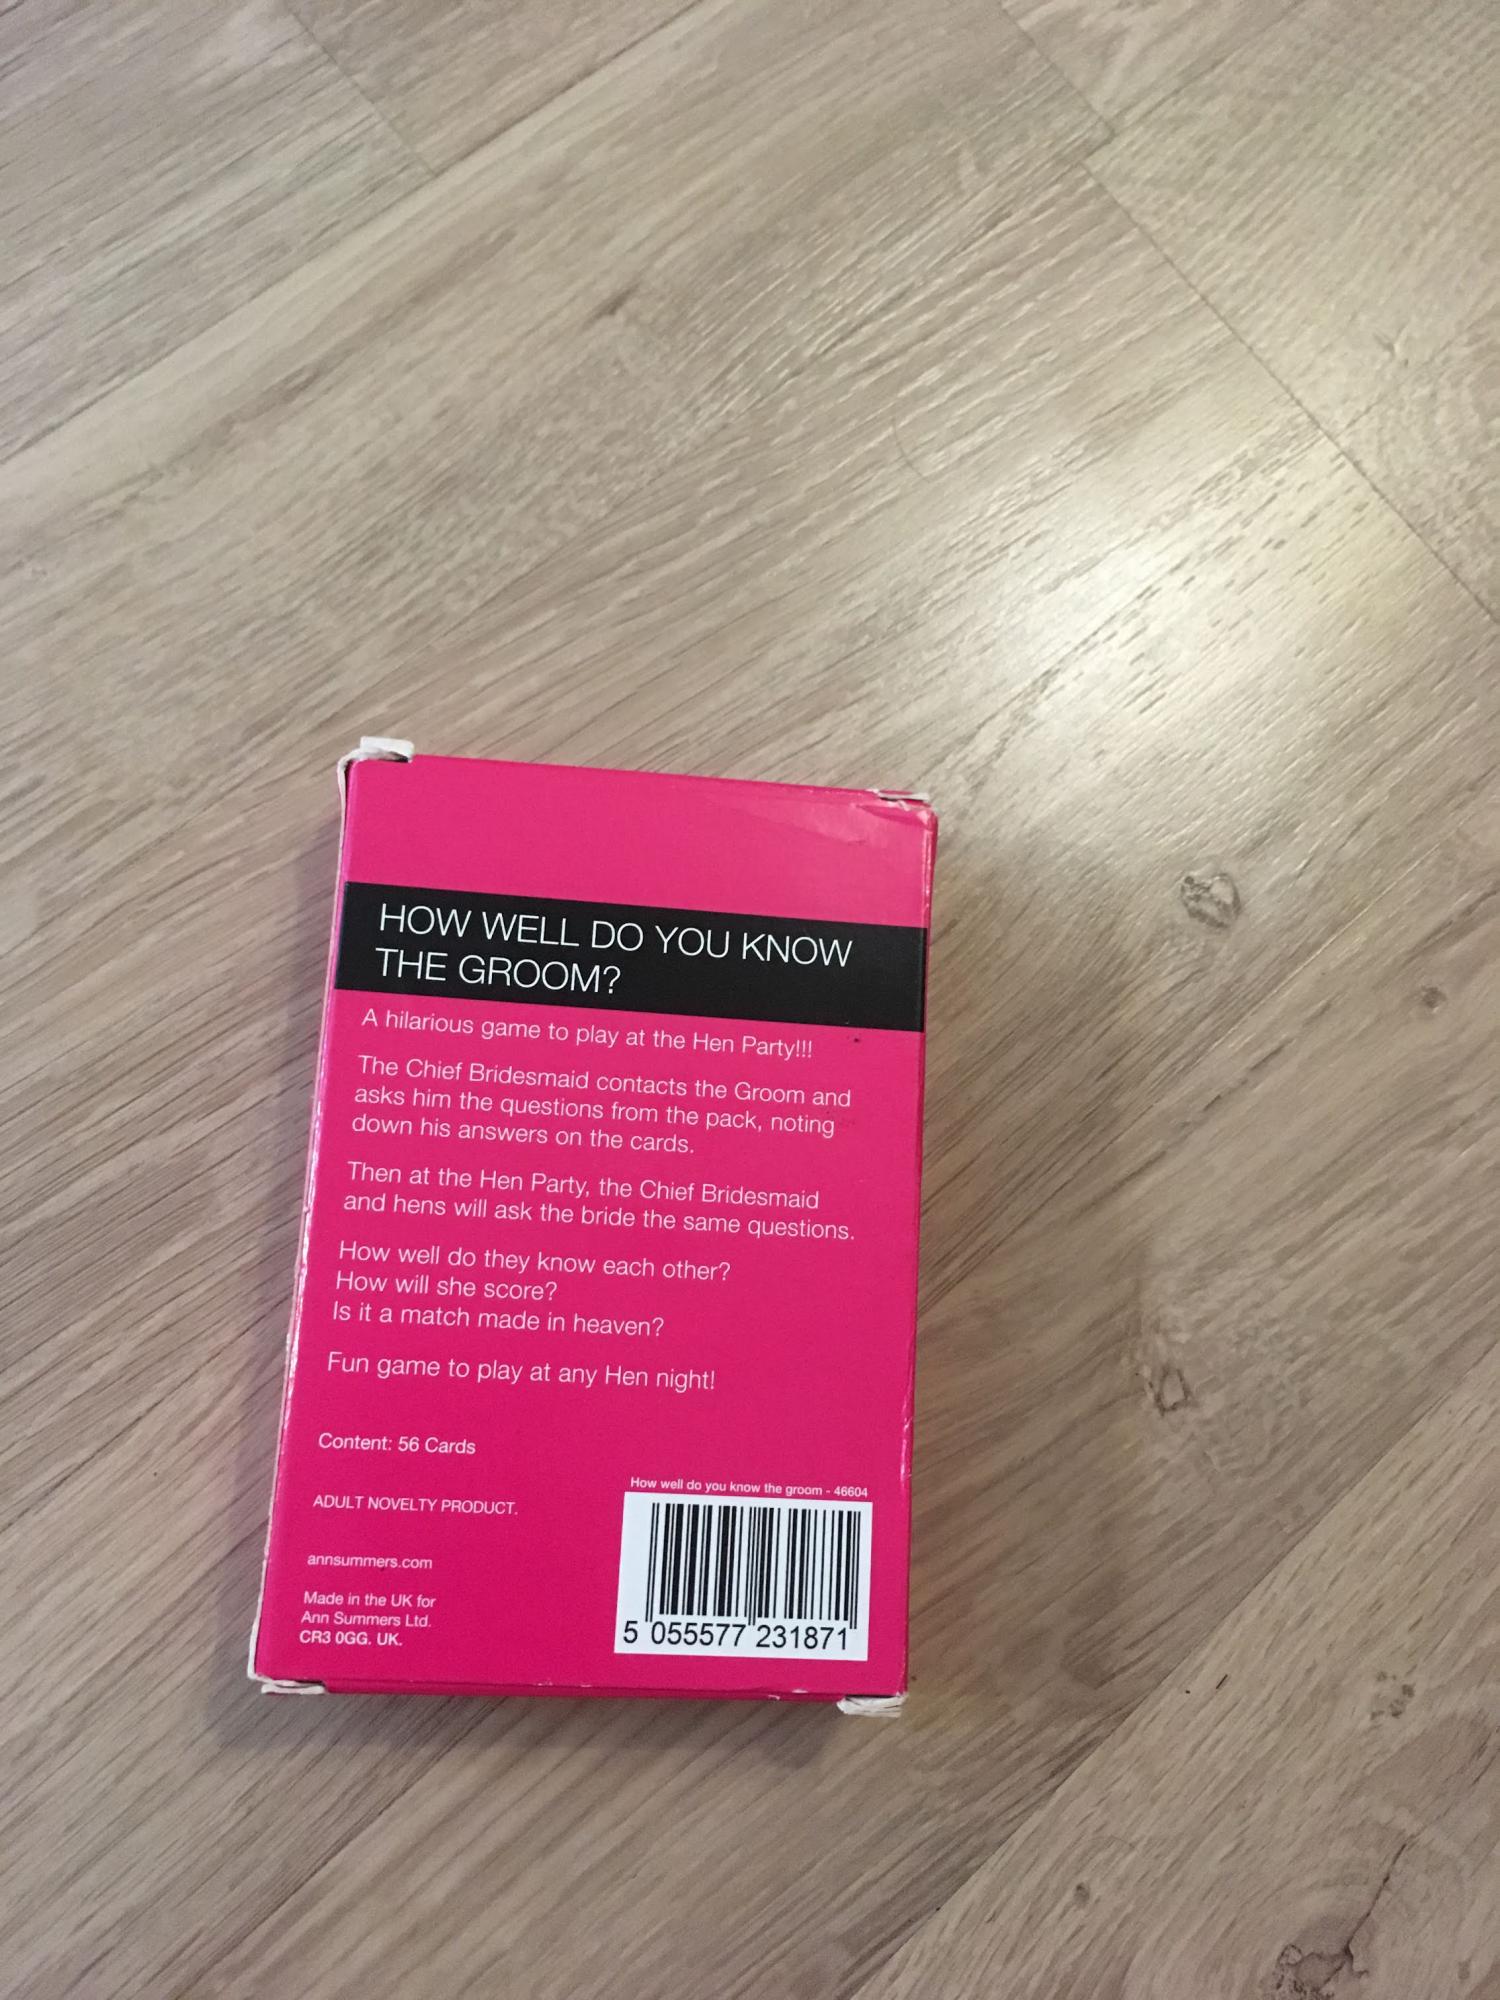 HOW WELL DO YOU KNOW
THE GROOM?
A hilarious game to play at the Hen Party!!!
The Chief Bridesmaid contacts the Groom and
asks him the questions from the pack, noting
down his answers on the cards.
Then at the Hen Party, the Chief Bridesmaid
and hens will ask the bride the same questions.
How well do they know each other?
How will she score?
Is it a match made in heaven?
Fun game to play at any Hen night!
Content: 56 Cards
ADULT NOVELTY PRODUCT.
annsummers.com
Made in the UK for
Ann Summers Ltd.
CR3 0GG. UK.
How well do you know the groom - 46604
5 055577 231871